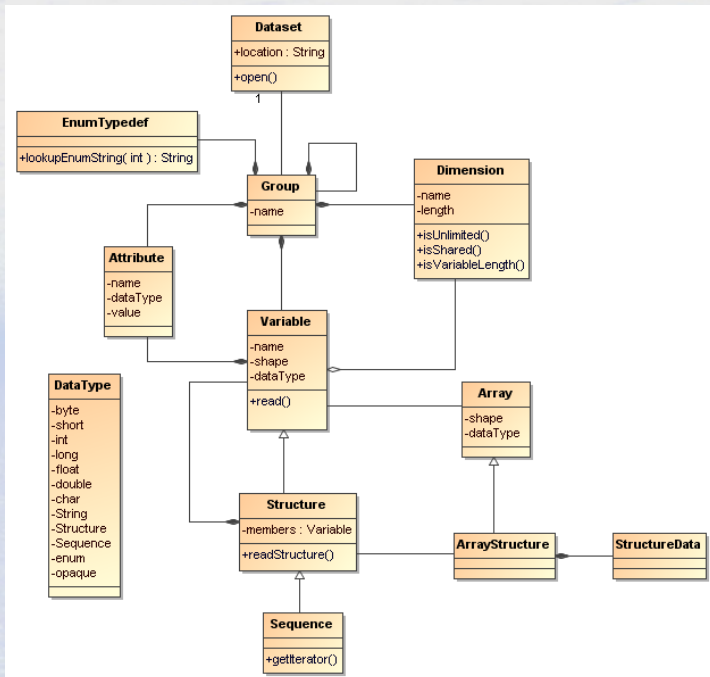 Dataset
+location : String
+open()
1
EnumTypedef
+lookupEnumString( int ) : String
Group
-name
Dimension
-name
-length
+isUnlimited()
+isShared()
+isVariableLength()
Attribute
-name
-dataType
-value
Variable
-name
-shape
-dataType
+read()
DataType
-byte
-short
-int
-long
-float
-double
-char
-String
-Structure
-Sequence
-enum
-opaque
Array
-shape
-dataType
Structure
-members : Variable
+readStructure()
ArrayStructure
StructureData
Sequence
+getIterator()